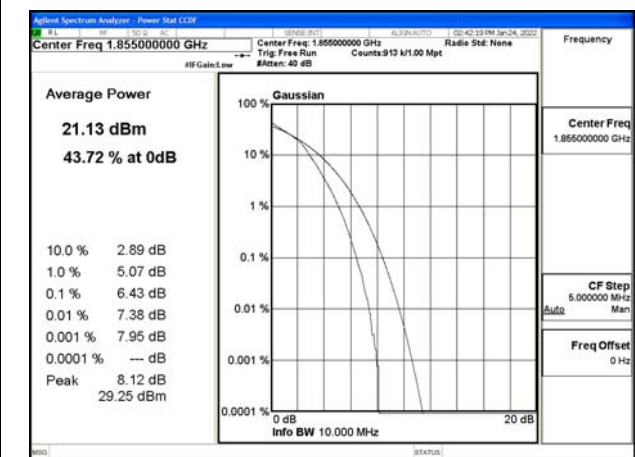 Agilent Spectrum Analyzer - Power Stat CCDF
RL RF 50 Ω AC SENSE:INT ALIGN AUTO 02:42:19 PM Jan 24, 2022
Center Freq 1.855000000 GHz
Center Freq: 1.855000000 GHz Radio Std: None
Trig: Free Run Counts:913 k/1.00 Mpt
#IFGain:Low #Atten: 40 dB
Frequency
Average Power
21.13 dBm
43.72 % at 0dB
10.0 % 2.89 dB
1.0 % 5.07 dB
0.1 % 6.43 dB
0.01 % 7.38 dB
0.001 % 7.95 dB
0.0001 % --- dB
Peak 8.12 dB
29.25 dBm
Gaussian
100 %
10 %
1 %
0.1 %
0.01 %
0.001 %
0.0001 %
0 dB 20 dB
Info BW 10.000 MHz
Center Freq
1.855000000 GHz
CF Step
5.000000 MHz
Auto Man
Freq Offset
0 Hz
MSG STATUS